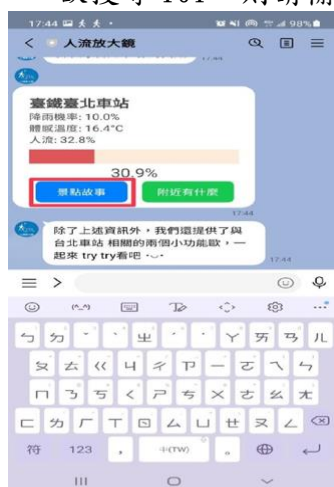 17:44
98%
人流放大鏡
臺鐵臺北車站
降雨機率: 10.0%
體感溫度: 16.4°C
人流: 32.8%
30.9%
景點故事
附近有什麼
17:44
除了上述資訊外，我們還提供了與
台北車站 相關的兩個小功能歐，一
起來 try try看吧 ·⌄·
17:44
(^_^)
ㄅ ㄉ ˇ ˋ ㄓ ˊ ˙ ㄚ ㄞ ㄢ ㄦ
ㄆ ㄊ ㄍ ㄐ ㄔ ㄗ ㄧ ㄛ ㄟ ㄣ
ㄇ ㄋ ㄎ ㄑ ㄕ ㄘ ㄨ ㄜ ㄠ ㄤ
ㄈ ㄌ ㄏ ㄒ ㄖ ㄙ ㄩ ㄝ ㄡ ㄥ
符 123 ， 中(TW) 。